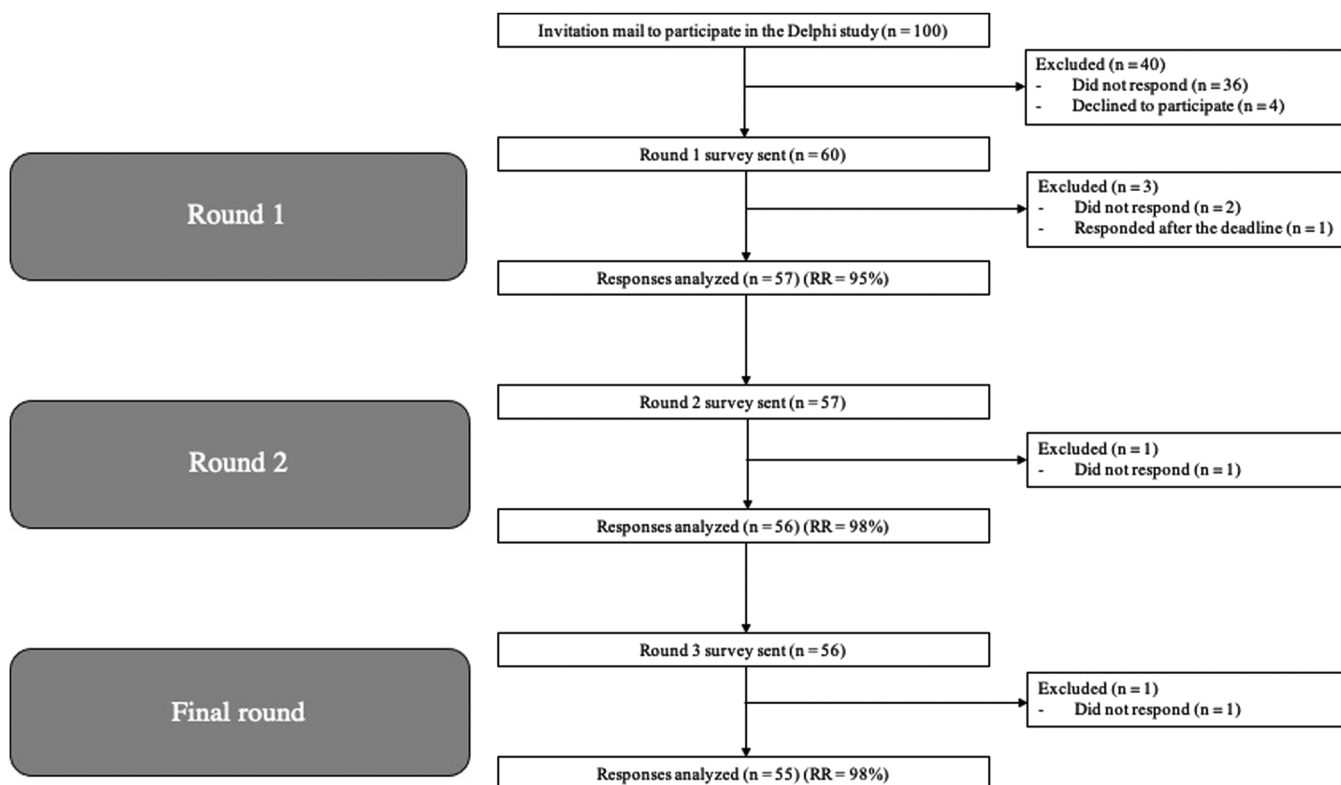 Invitation mail to participate in the Delphi study (n = 100)
Excluded (n = 40)
- Did not respond (n = 36)
- Declined to participate (n = 4)
Round 1 survey sent (n = 60)
Round 1
Excluded (n = 3)
- Did not respond (n = 2)
- Responded after the deadline (n = 1)
Responses analyzed (n = 57) (RR = 95%)
Round 2 survey sent (n = 57)
Round 2
Excluded (n = 1)
- Did not respond (n = 1)
Responses analyzed (n = 56) (RR = 98%)
Round 3 survey sent (n = 56)
Final round
Excluded (n = 1)
- Did not respond (n = 1)
Responses analyzed (n = 55) (RR = 98%)